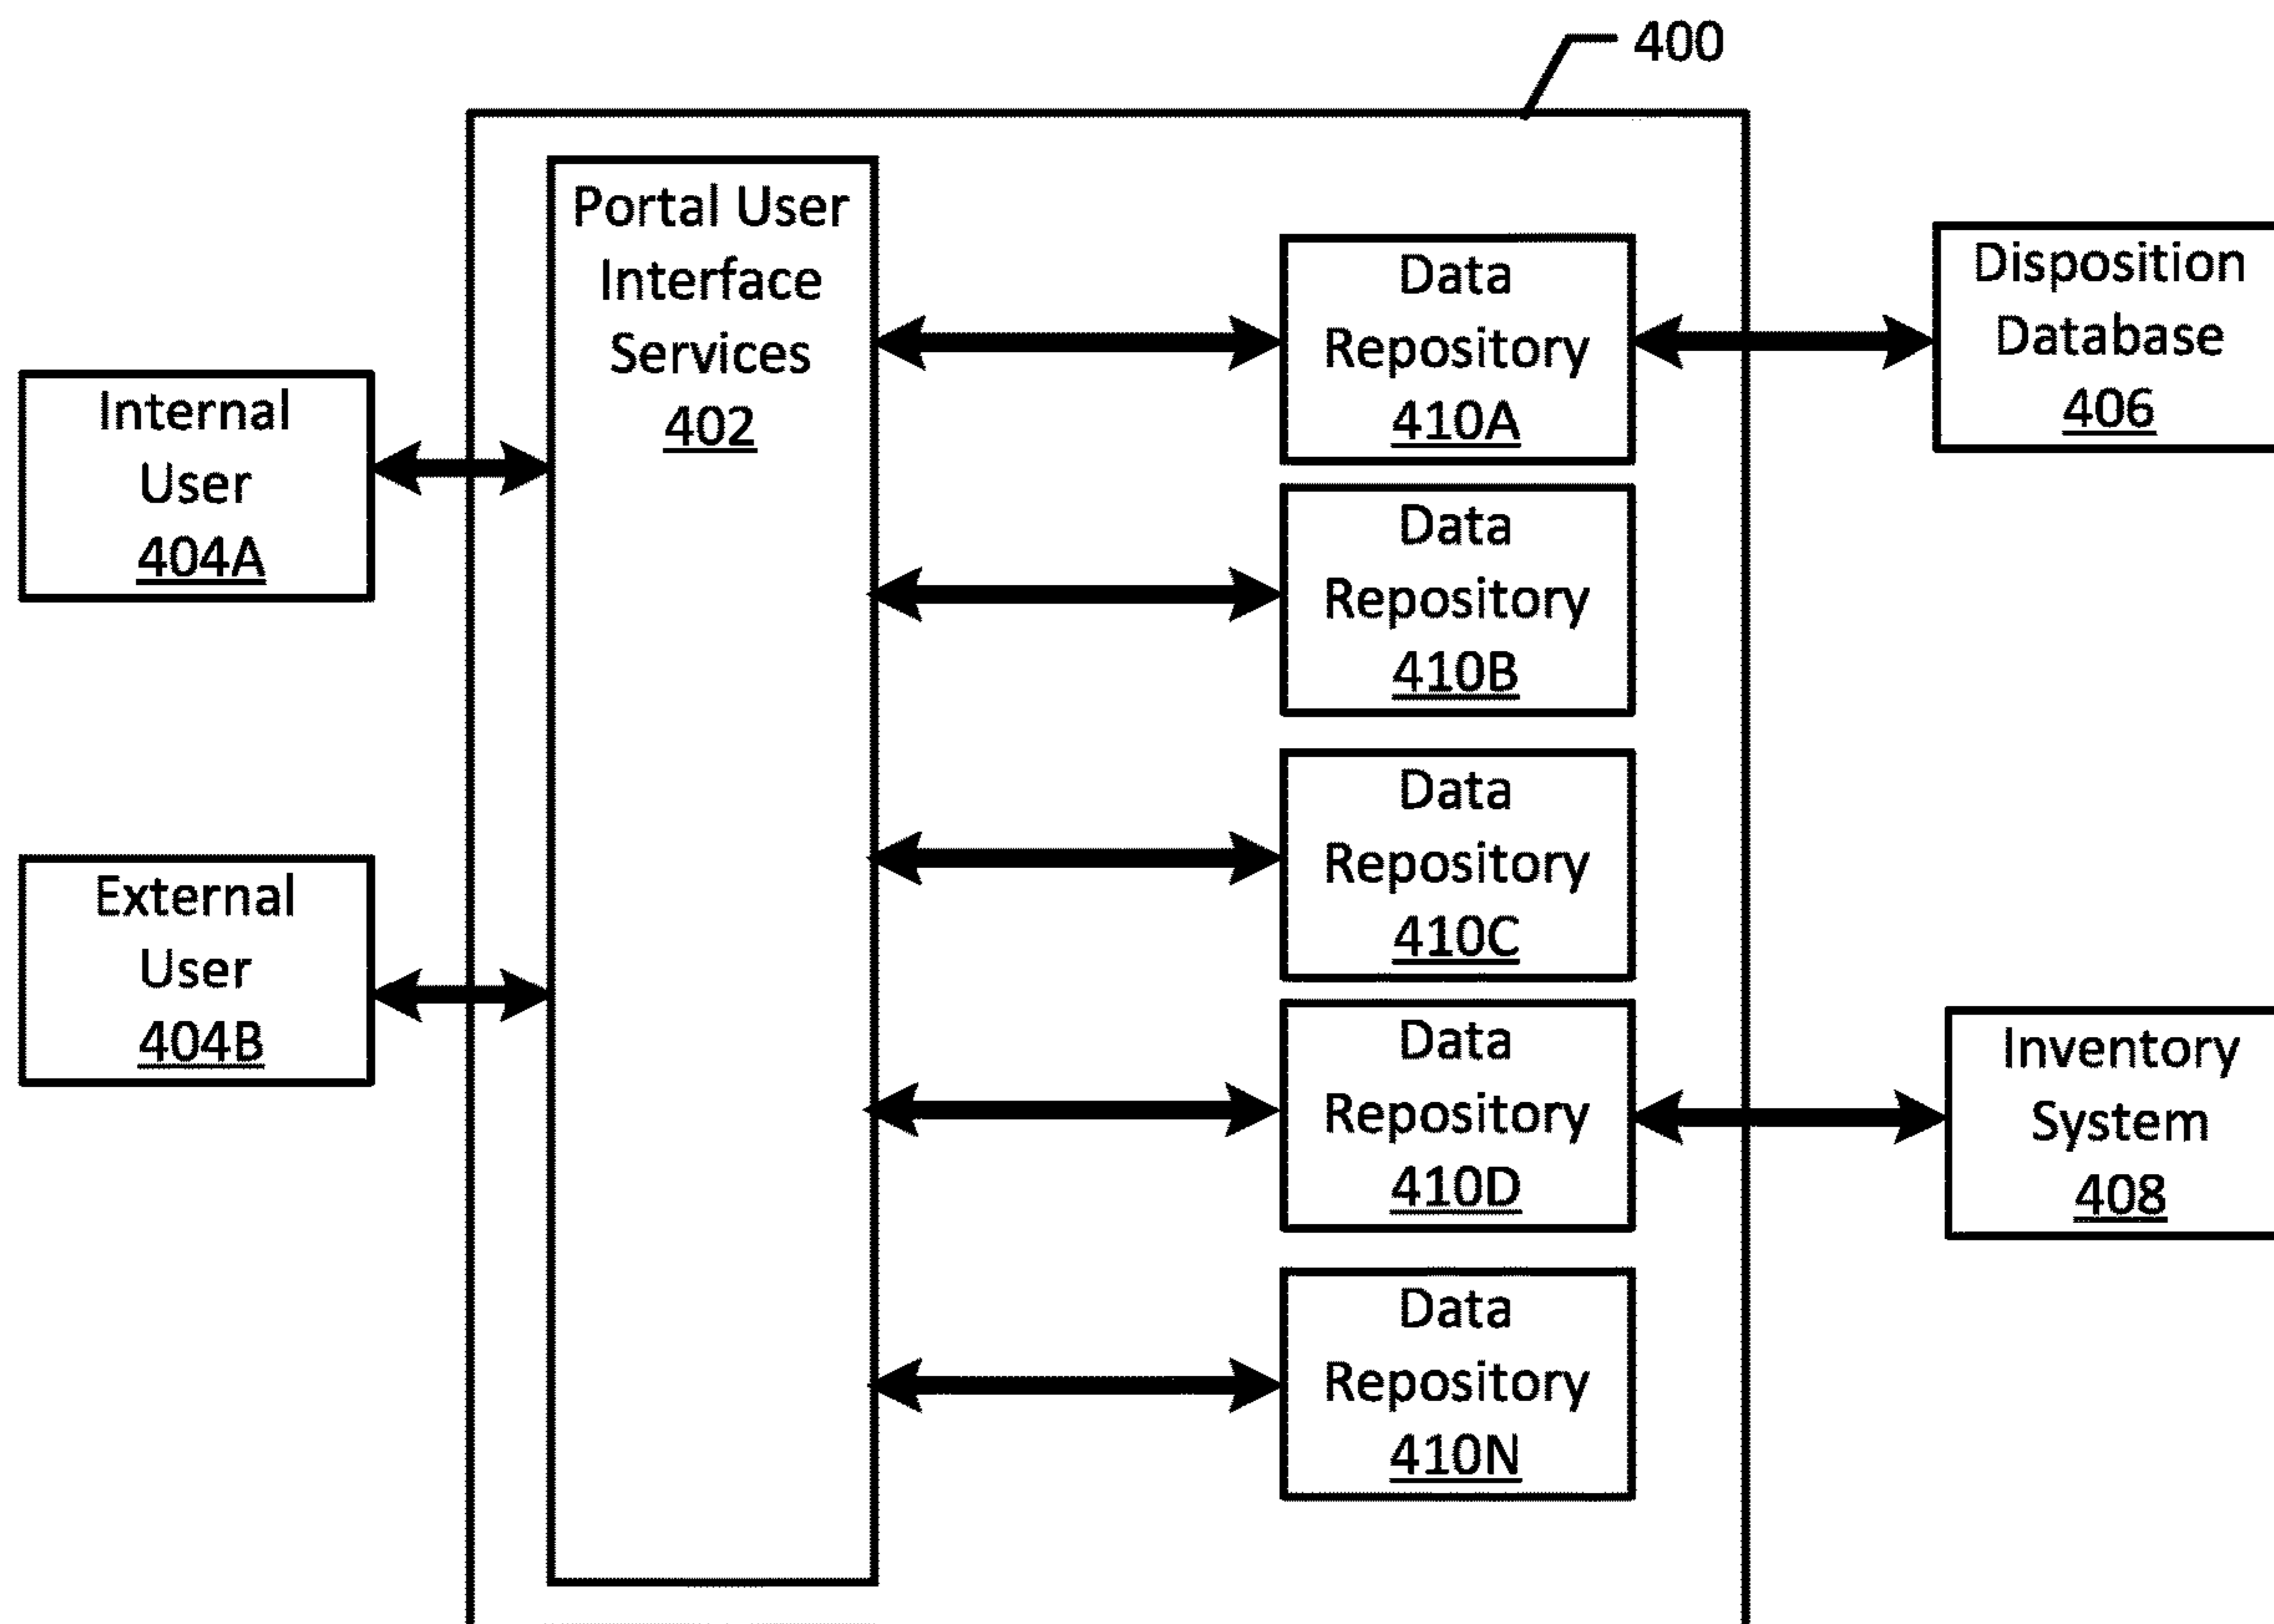 400
Portal User
Interface
Services
402
Internal
User
404A
External
User
404B
Data
Repository
410A
Data
Repository
410B
Data
Repository
410C
Data
Repository
410D
Data
Repository
410N
Disposition
Database
406
Inventory
System
408